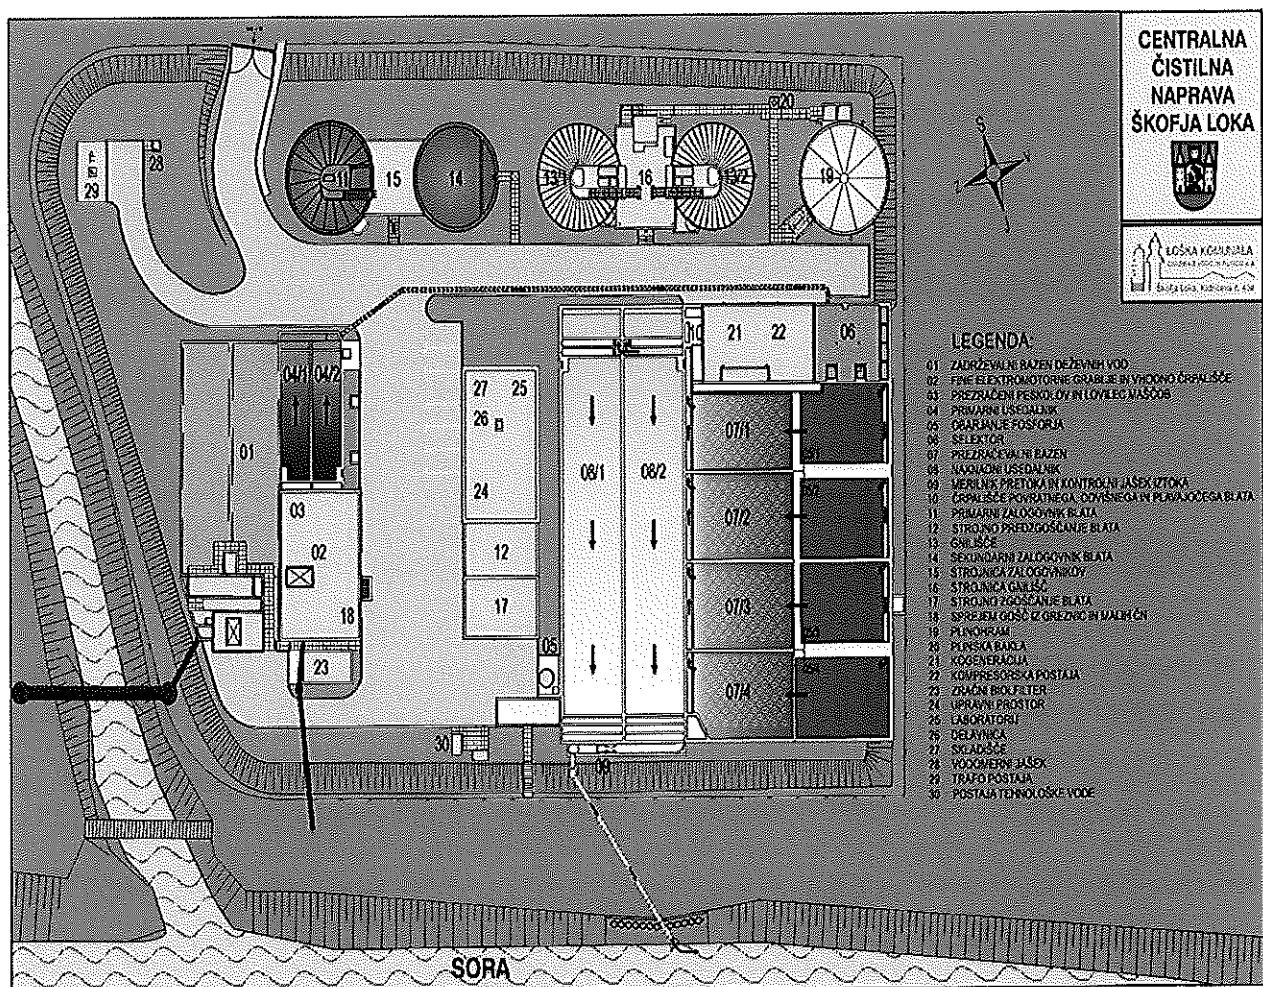 CENTRALNA
ČISTILNA
NAPRAVA
ŠKOFJA LOKA
LOŠKA KOMUNALA
Škofja Loka, Kidričeva c. 43a
S
V
J
Z
20
28
29
11
15
14
13/1
16
13/2
19
10
21
22
06
04/1
04/2
27
25
26
24
01
03
02
18
12
17
23
05
08/1
08/2
07/1
07/2
07/3
07/4
30
09
SORA
LEGENDA:
01 ZADRŽEVALNI BAZEN DEŽEVNIH VOD
02 FINE ELEKTROMOTORNE GRABLJE IN VHODNO ČRPALIŠČE
03 PREZRAČENI PESKOLOV IN LOVILEC MAŠČOB
04 PRIMARNI USEDALNIK
05 OBARJANJE FOSFORJA
06 SELEKTOR
07 PREZRAČEVALNI BAZEN
08 NAKNADNI USEDALNIK
09 MERILNIK PRETOKA IN KONTROLNI JAŠEK IZTOKA
10 ČRPALIŠČE POVRATNEGA, ODVIŠNEGA IN PLAVAJOČEGA BLATA
11 PRIMARNI ZALOGOVNIK BLATA
12 STROJNO PREDZGOŠČANJE BLATA
GNILIŠČE
SEKUNDARNI ZALOGOVNIK BLATA
15 STROJNICA ZALOGOVNIKOV
16 STROJNICA GNILIŠČ
17 STROJNO ZGOŠČANJE BLATA
18 SPREJEM GOŠČ IZ GREZNIC IN MALIH ČN
19 PLINOHRAM
20 PLINSKA BAKLA
21 KOGENERACIJA
22 KOMPRESORSKA POSTAJA
23 ZRAČNI BIOLFILTER
24 UPRAVNI PROSTOR
25 LABORATORIJ
26 DELAVNICA
27 SKLADIŠČE
28 VODOMERNI JAŠEK
29 TRAFO POSTAJA
30 POSTAJA TEHNOLOŠKE VODE